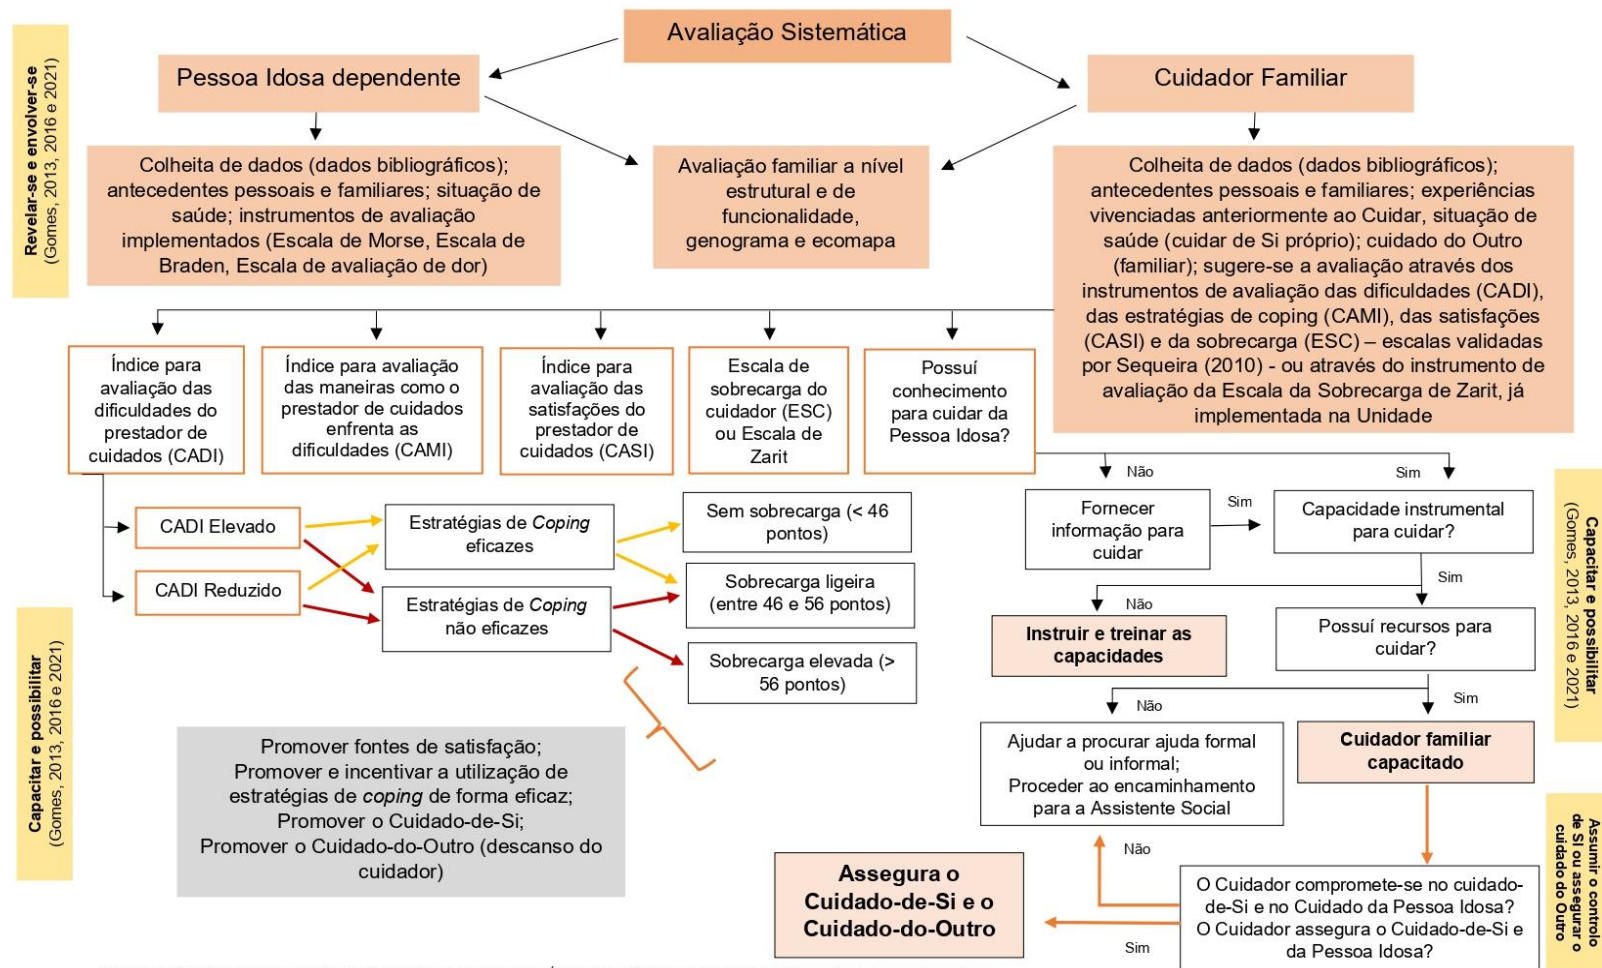 Avaliação Sistemática
Revelar-se e envolver-se
(Gomes, 2013, 2016 e 2021)
Pessoa Idosa dependente
Cuidador Familiar
Colheita de dados (dados bibliográficos);
antecedentes pessoais e familiares; situação de
saúde; instrumentos de avaliação
implementados (Escala de Morse, Escala de
Braden, Escala de avaliação de dor)
Avaliação familiar a nível
estrutural e de
funcionalidade,
genograma e ecomapa
Colheita de dados (dados bibliográficos);
antecedentes pessoais e familiares; experiências
vivenciadas anteriormente ao Cuidar, situação de
saúde (cuidar de Si próprio); cuidado do Outro
(familiar); sugere-se a avaliação através dos
instrumentos de avaliação das dificuldades (CADI),
das estratégias de coping (CAMI), das satisfações
(CASI) e da sobrecarga (ESC) – escalas validadas
por Sequeira (2010) - ou através do instrumento de
avaliação da Escala da Sobrecarga de Zarit, já
implementada na Unidade
Índice para
avaliação das
dificuldades do
prestador de
cuidados (CADI)
Índice para avaliação
das maneiras como o
prestador de cuidados
enfrenta as
dificuldades (CAMI)
Índice para
avaliação das
satisfações do
prestador de
cuidados (CASI)
Escala de
sobrecarga do
cuidador (ESC)
ou Escala de
Zarit
Possuí
conhecimento
para cuidar da
Pessoa Idosa?
Não
Sim
CADI Elevado
CADI Reduzido
Estratégias de Coping
eficazes
Estratégias de Coping
não eficazes
Sem sobrecarga (< 46
pontos)
Sobrecarga ligeira
(entre 46 e 56 pontos)
Sobrecarga elevada (>
56 pontos)
Fornecer
informação para
cuidar
Sim
Capacidade instrumental
para cuidar?
Sim
Não
Instruir e treinar as
capacidades
Possuí recursos para
cuidar?
Capacitar e possibilitar
(Gomes, 2013, 2016 e 2021)
Não
Sim
Ajudar a procurar ajuda formal
ou informal;
Proceder ao encaminhamento
para a Assistente Social
Cuidador familiar
capacitado
Capacitar e possibilitar
(Gomes, 2013, 2016 e 2021)
Promover fontes de satisfação;
Promover e incentivar a utilização de
estratégias de coping de forma eficaz;
Promover o Cuidado-de-Si;
Promover o Cuidado-do-Outro (descanso do
cuidador)
Não
Assegura o
Cuidado-de-Si e o
Cuidado-do-Outro
Sim
O Cuidador compromete-se no cuidado-
de-Si e no Cuidado da Pessoa Idosa?
O Cuidador assegura o Cuidado-de-Si e
da Pessoa Idosa?
Assumir o controlo
de SI ou assegurar o
cuidado do Outro